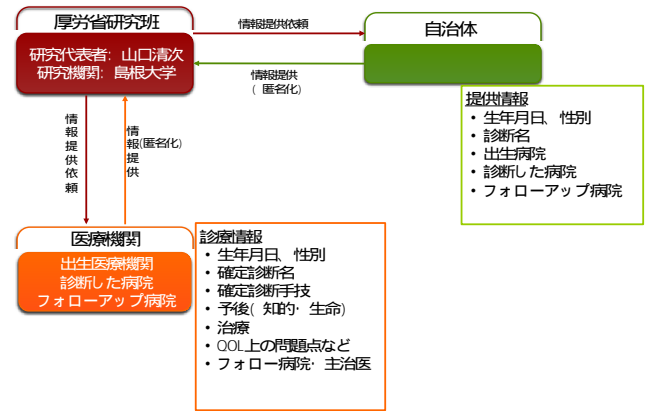 厚労省研究班
研究代表者: 山口清次
研究機関: 島根大学
情報提供依頼
自治体
情報提供
(匿名化)
提供情報
・生年月日、性別
・診断名
・出生病院
・診断した病院
・フォローアップ病院
情報提供依頼
情報提供
(匿名化)
医療機関
出生医療機関
診断した病院
フォローアップ病院
診療情報
・生年月日、性別
・確定診断名
・確定診断手技
・予後(知的・生命)
・治療
・QOL上の問題点など
・フォロー病院・主治医